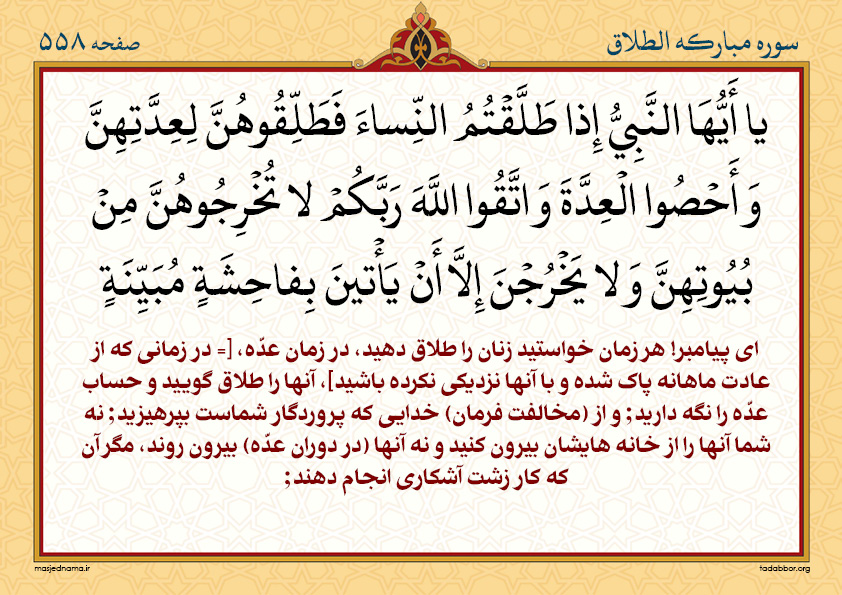 سوره مبارکه الطلاق
صفحه ۵۵۸
يا أَيُّهَا النَّبِيُّ إِذا طَلَّقْتُمُ النِّساءَ فَطَلِّقُوهُنَّ لِعِدَّتِهِنَّ
وَ أَحْصُوا الْعِدَّةَ وَ اتَّقُوا اللَّهَ رَبَّكُمْ لا تُخْرِجُوهُنَّ مِنْ
بُيُوتِهِنَّ وَ لا يَخْرُجْنَ إِلاَّ أَنْ يَأْتينَ بِفاحِشَةٍ مُبَيِّنَةٍ
ای پیامبر! هر زمان خواستید زنان را طلاق دهید، در زمان عدّه، [= در زمانی که از
عادت ماهانه پاک شده و با آنها نزدیکی نکرده باشید]، آنها را طلاق گویید و حساب
عدّه را نگه دارید; و از (مخالفت فرمان) خدایی که پروردگار شماست بپرهیزید; نه
شما آنها را از خانه هایشان بیرون کنید و نه آنها (در دوران عدّه) بیرون روند، مگر آن
که کار زشت آشکاری انجام دهند;
masjednama.ir
tadabbor.org